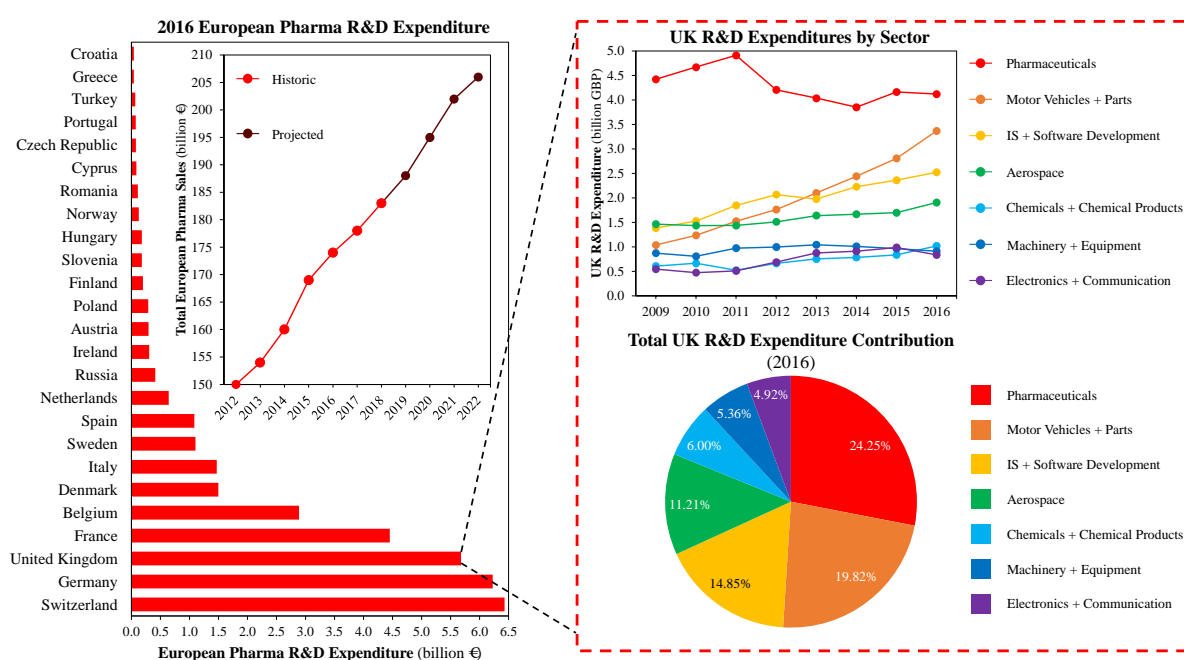 2016 European Pharma R&D Expenditure
Croatia
Greece
Turkey
Portugal
Czech Republic
Cyprus
Romania
Norway
Hungary
Slovenia
Finland
Poland
Austria
Ireland
Russia
Netherlands
Spain
Sweden
Italy
Denmark
Belgium
France
United Kingdom
Germany
Switzerland
0.0 0.5 1.0 1.5 2.0 2.5 3.0 3.5 4.0 4.5 5.0 5.5 6.0 6.5
European Pharma R&D Expenditure (billion €)
Total European Pharma Sales (billion €)
210
205
200
195
190
185
180
175
170
165
160
155
150
Historic
Projected
2012 2013 2014 2015 2016 2017 2018 2019 2020 2021 2022
UK R&D Expenditures by Sector
UK R&D Expenditure (billion GBP)
5.0
4.5
4.0
3.5
3.0
2.5
2.0
1.5
1.0
0.5
0.0
2009 2010 2011 2012 2013 2014 2015 2016
Pharmaceuticals
Motor Vehicles + Parts
IS + Software Development
Aerospace
Chemicals + Chemical Products
Machinery + Equipment
Electronics + Communication
Total UK R&D Expenditure Contribution
(2016)
24.25%
19.82%
14.85%
11.21%
6.00%
5.36%
4.92%
Pharmaceuticals
Motor Vehicles + Parts
IS + Software Development
Aerospace
Chemicals + Chemical Products
Machinery + Equipment
Electronics + Communication